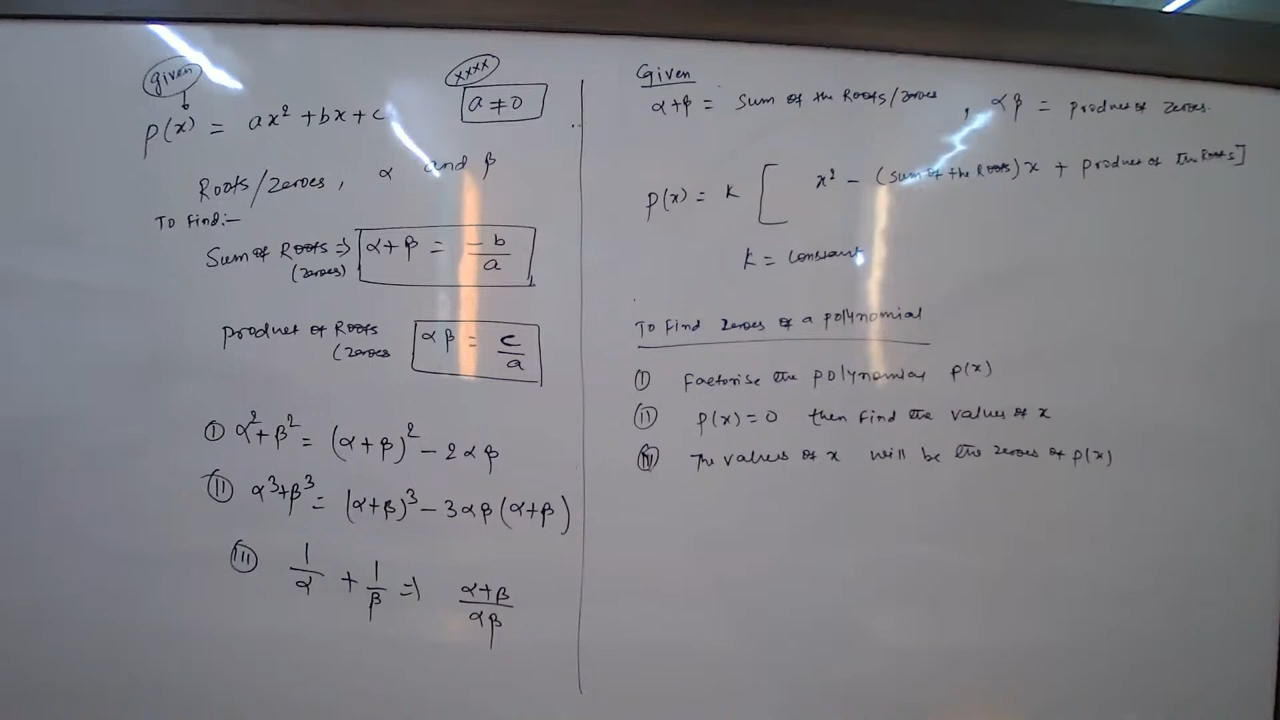 given
xxxx
p(x) = ax² + bx + c
a ≠ 0
Roots/zeroes, α and β
To Find:-
Sum of Roots ⇒ α+β = -b/a
(zeroes)
product of Roots αβ = c/a
(zeroes
I α²+β² = (α+β)² - 2αβ
II α³+β³ = (α+β)³ - 3αβ(α+β)
III 1/α + 1/β ⇒ α+β/αβ
Given
α+β = sum of the Roots/zeroes, αβ = product of zeroes.
p(x) = k [ x² - (sum of the Roots)x + product of the Roots]
k = constant
To Find zeroes of a polynomial
I Factorise the polynomial p(x)
II p(x)=0 then find the values of x
The values of x will be the zeroes of p(x)